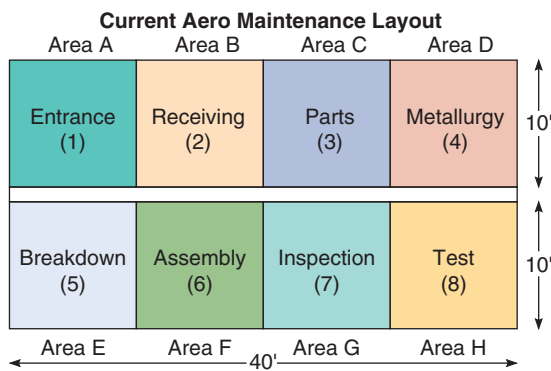 Current Aero Maintenance Layout
Area A Area B Area C Area D
Entrance Receiving Parts Metallurgy
(1) (2) (3) (4)
10'
Breakdown Assembly Inspection Test
(5) (6) (7) (8)
10'
Area E Area F Area G Area H
40'